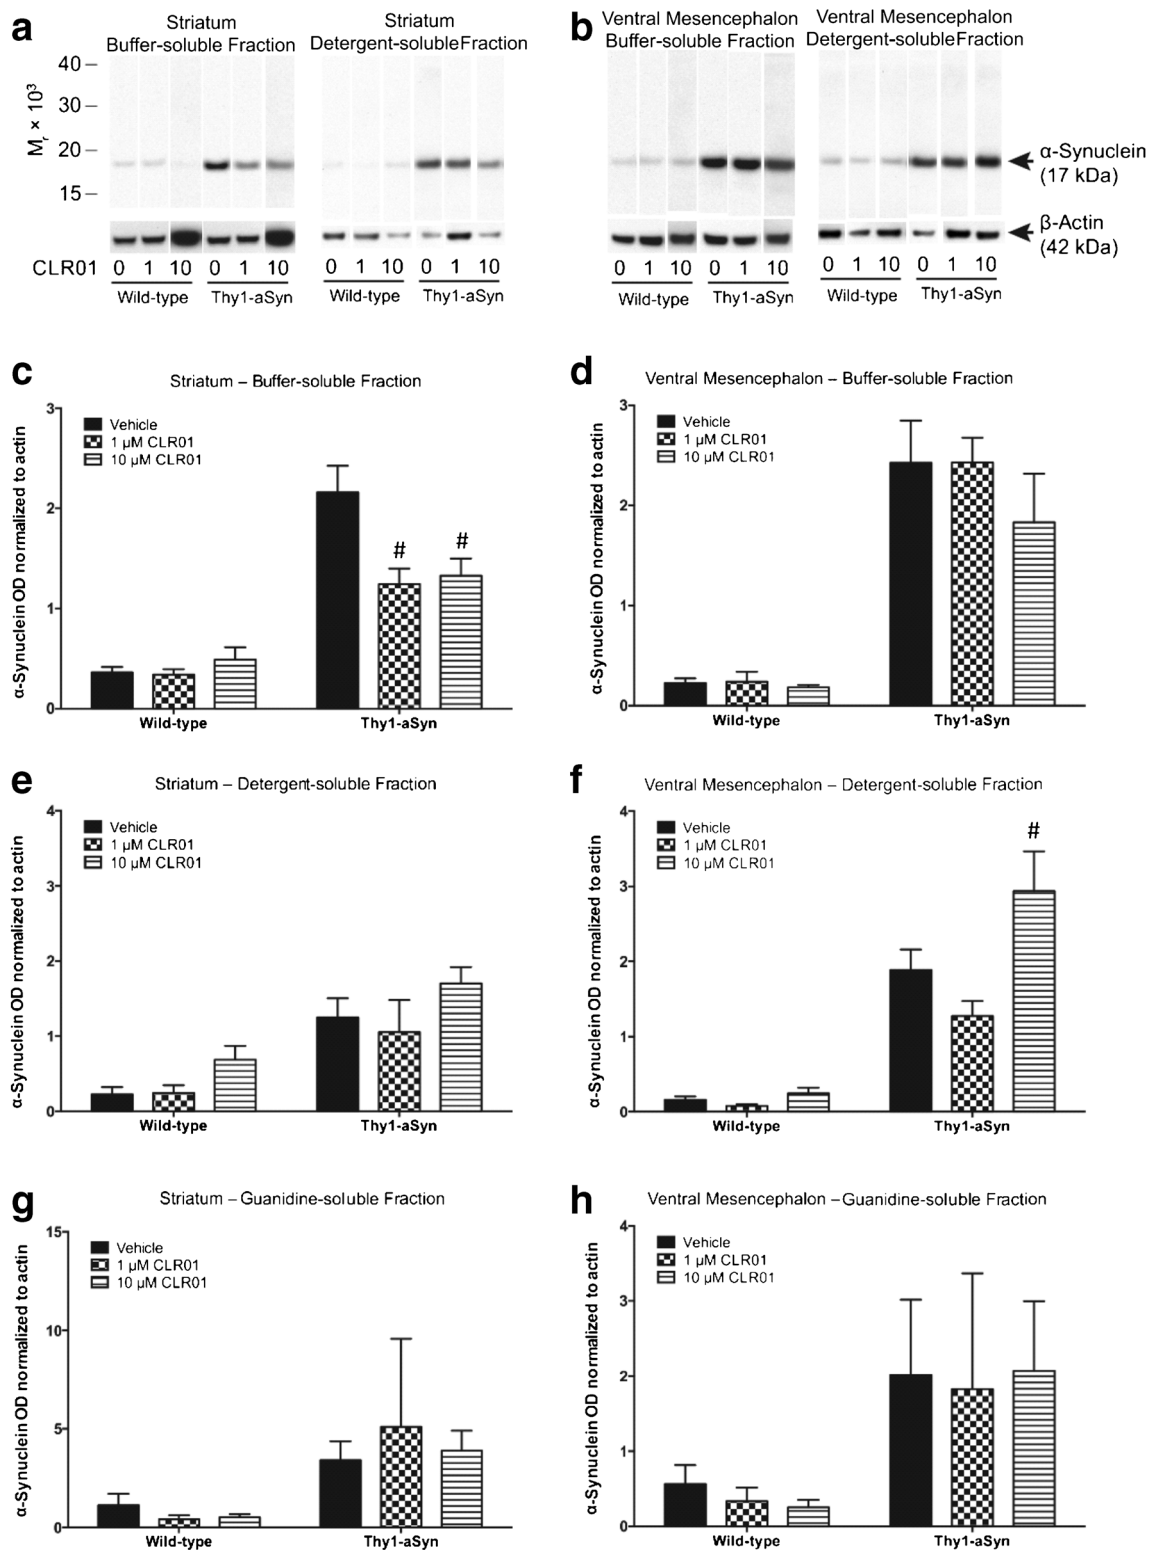 a
Striatum
Buffer-soluble Fraction
Striatum
Detergent-soluble Fraction
40
30
20
15
Mr × 10³
CLR01
0 1 10 0 1 10
0 1 10 0 1 10
Wild-type Thy1-aSyn
Wild-type Thy1-aSyn
b
Ventral Mesencephalon
Buffer-soluble Fraction
Ventral Mesencephalon
Detergent-soluble Fraction
α-Synuclein
(17 kDa)
β-Actin
(42 kDa)
0 1 10 0 1 10
0 1 10 0 1 10
Wild-type Thy1-aSyn
Wild-type Thy1-aSyn
c
Striatum – Buffer-soluble Fraction
α-Synuclein OD normalized to actin
3
2
1
0
Vehicle
1 µM CLR01
10 µM CLR01
# #
Wild-type Thy1-aSyn
d
Ventral Mesencephalon – Buffer-soluble Fraction
α-Synuclein OD normalized to actin
3
2
1
0
Vehicle
1 µM CLR01
10 µM CLR01
Wild-type Thy1-aSyn
e
Striatum – Detergent-soluble Fraction
α-Synuclein OD normalized to actin
4
3
2
1
0
Vehicle
1 µM CLR01
10 µM CLR01
Wild-type Thy1-aSyn
f
Ventral Mesencephalon – Detergent-soluble Fraction
α-Synuclein OD normalized to actin
4
3
2
1
0
Vehicle
1 µM CLR01
10 µM CLR01
#
Wild-type Thy1-aSyn
g
Striatum – Guanidine-soluble Fraction
α-Synuclein OD normalized to actin
15
10
5
0
Vehicle
1 µM CLR01
10 µM CLR01
Wild-type Thy1-aSyn
h
Ventral Mesencephalon – Guanidine-soluble Fraction
α-Synuclein OD normalized to actin
4
3
2
1
0
Vehicle
1 µM CLR01
10 µM CLR01
Wild-type Thy1-aSyn